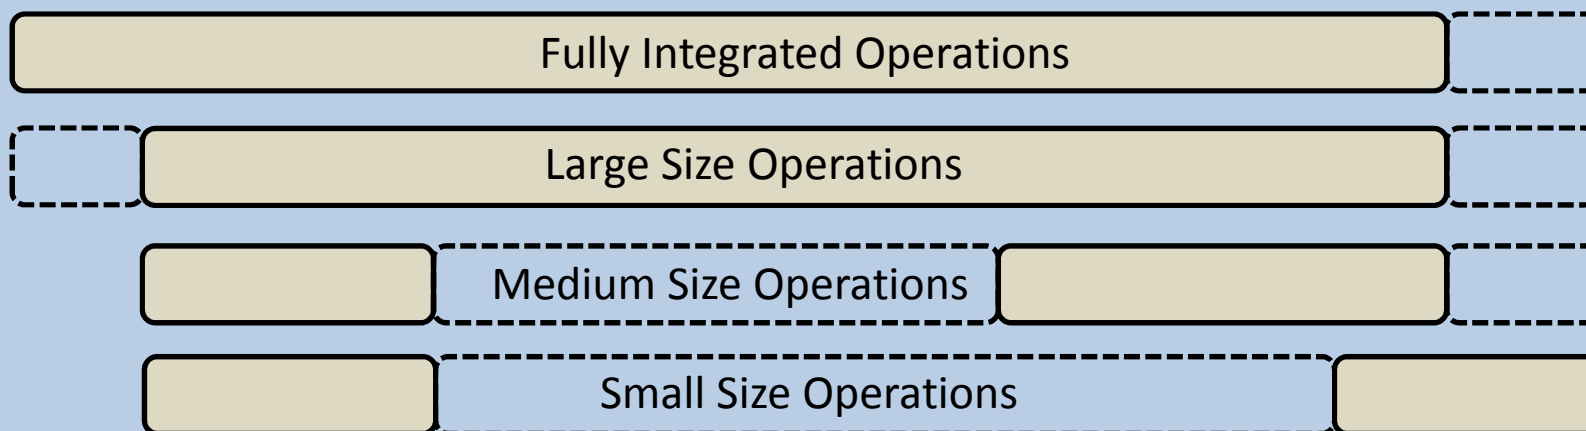 Fully Integrated Operations
Large Size Operations
Medium Size Operations
Small Size Operations